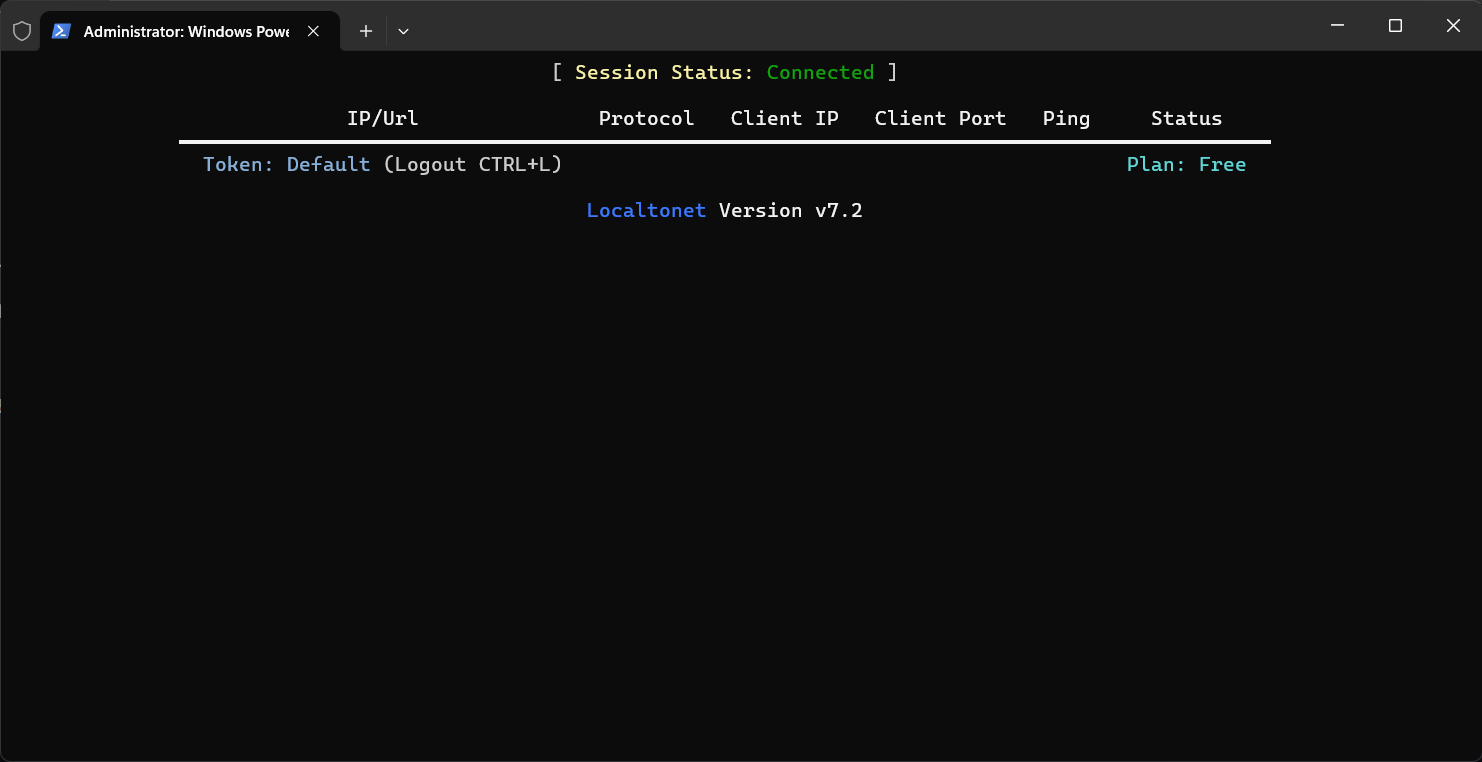 Administrator: Windows Powe
[ Session Status: Connected ]
IP/Url Protocol Client IP Client Port Ping Status
Token: Default (Logout CTRL+L) Plan: Free
Localtonet Version v7.2